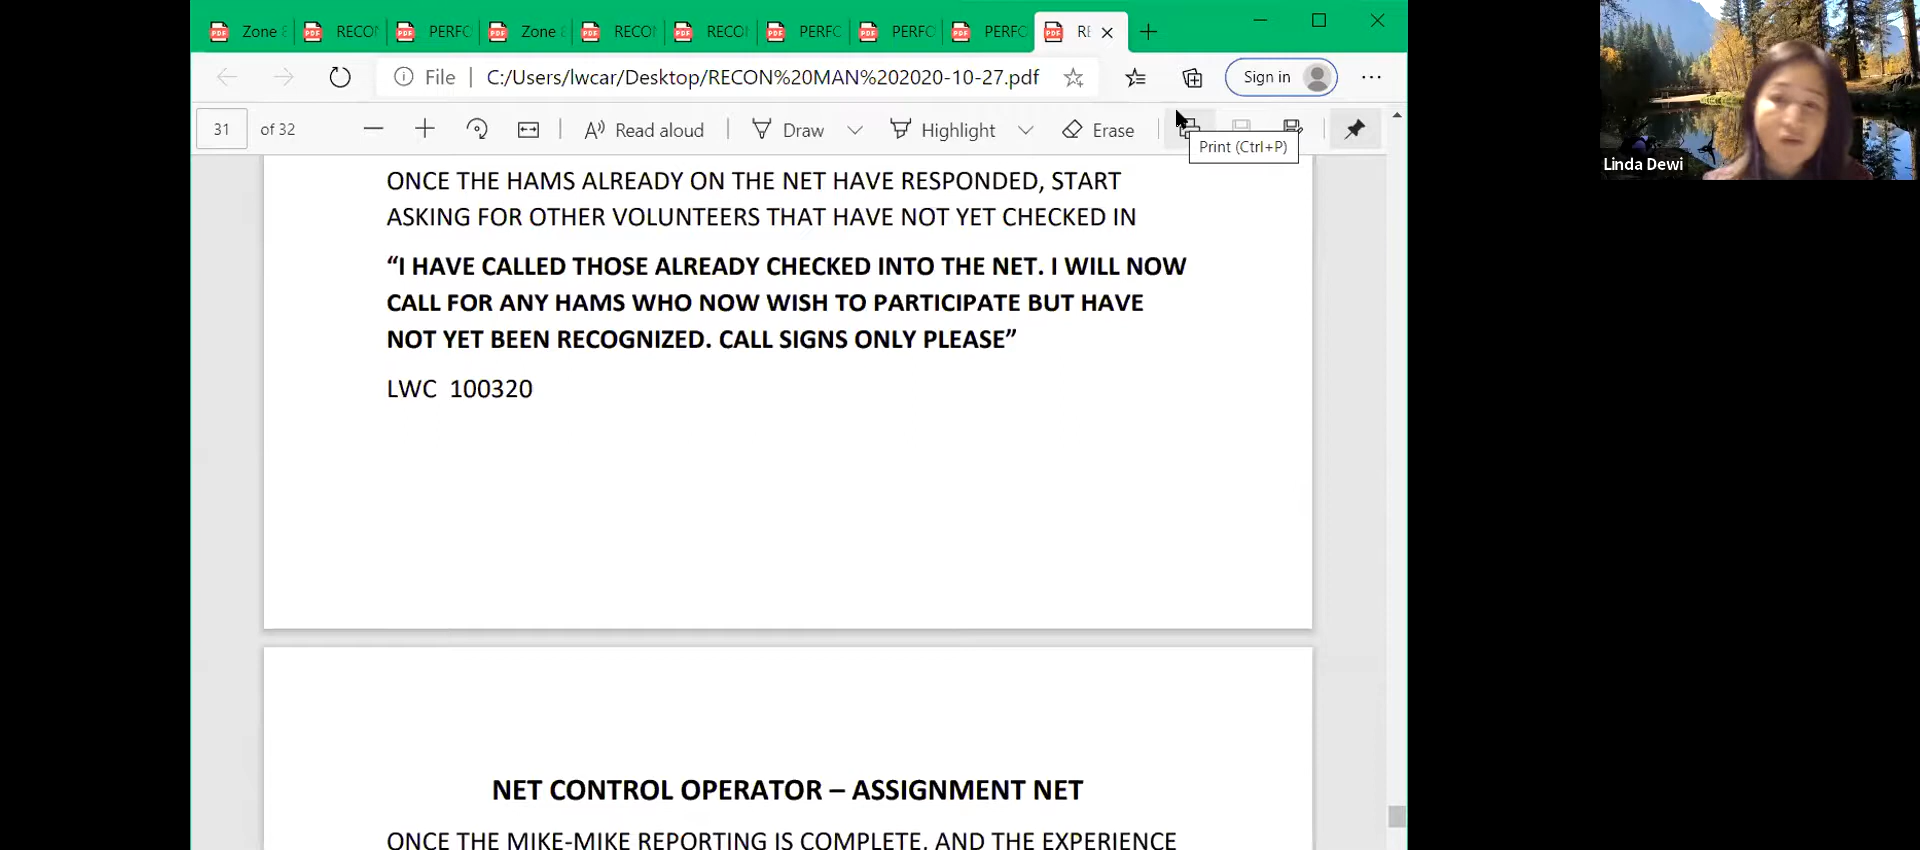 Zone
RECO
PERFO
Zone
RECO
RECO
PERFO
PERFO
PERFO
RE
File
C:/Users/lwcar/Desktop/RECON%20MAN%202020-10-27.pdf
Sign in
31 of 32
Read aloud
Draw
Highlight
Erase
Print (Ctrl+P)
Linda Dewi
ONCE THE HAMS ALREADY ON THE NET HAVE RESPONDED, START
ASKING FOR OTHER VOLUNTEERS THAT HAVE NOT YET CHECKED IN
“I HAVE CALLED THOSE ALREADY CHECKED INTO THE NET. I WILL NOW
CALL FOR ANY HAMS WHO NOW WISH TO PARTICIPATE BUT HAVE
NOT YET BEEN RECOGNIZED. CALL SIGNS ONLY PLEASE”
LWC 100320
NET CONTROL OPERATOR – ASSIGNMENT NET
ONCE THE MIKE-MIKE REPORTING IS COMPLETE, AND THE EXPERIENCE